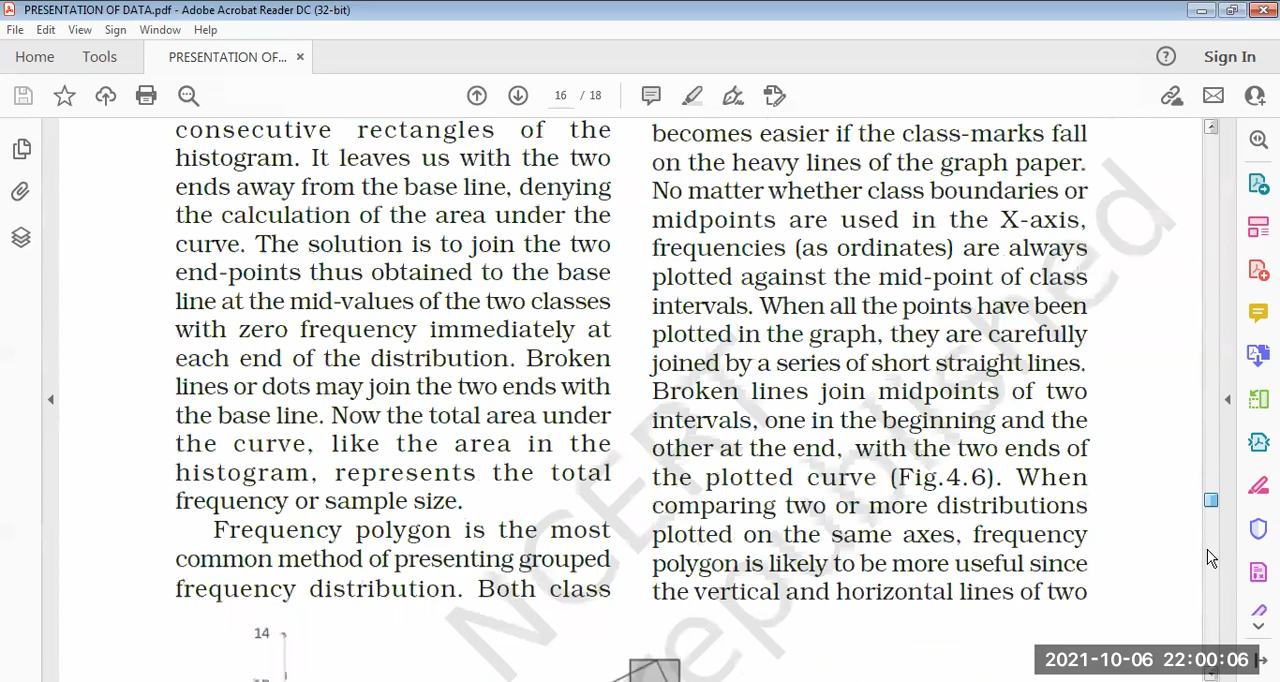 PRESENTATION OF DATA.pdf - Adobe Acrobat Reader DC (32-bit)
File Edit View Sign Window Help
Home Tools PRESENTATION OF... × ? Sign In
16 / 18
consecutive rectangles of the
histogram. It leaves us with the two
ends away from the base line, denying
the calculation of the area under the
curve. The solution is to join the two
end-points thus obtained to the base
line at the mid-values of the two classes
with zero frequency immediately at
each end of the distribution. Broken
lines or dots may join the two ends with
the base line. Now the total area under
the curve, like the area in the
histogram, represents the total
frequency or sample size.
Frequency polygon is the most
common method of presenting grouped
frequency distribution. Both class
becomes easier if the class-marks fall
on the heavy lines of the graph paper.
No matter whether class boundaries or
midpoints are used in the X-axis,
frequencies (as ordinates) are always
plotted against the mid-point of class
intervals. When all the points have been
plotted in the graph, they are carefully
joined by a series of short straight lines.
Broken lines join midpoints of two
intervals, one in the beginning and the
other at the end, with the two ends of
the plotted curve (Fig.4.6). When
comparing two or more distributions
plotted on the same axes, frequency
polygon is likely to be more useful since
the vertical and horizontal lines of two
14
NCERT
republished
2021-10-06 22:00:06